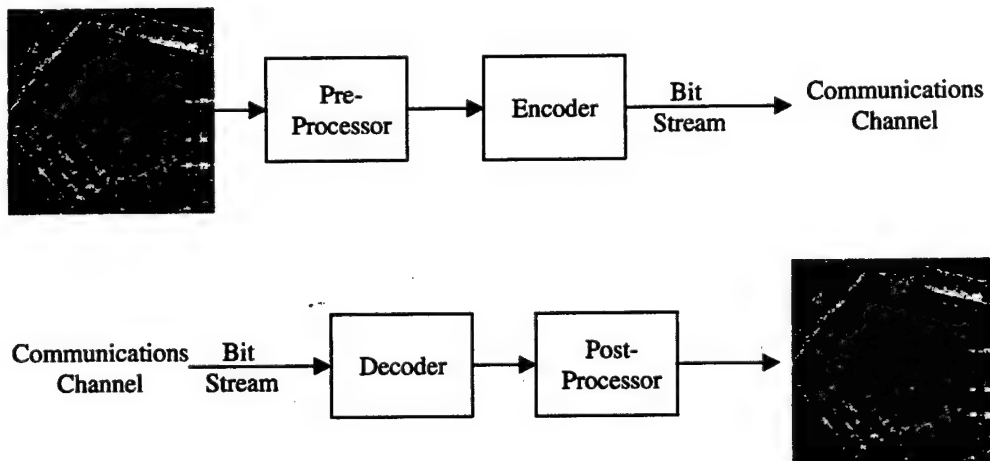 Pre-
Processor
Encoder
Bit
Stream
Communications
Channel
Communications
Channel
Bit
Stream
Decoder
Post-
Processor